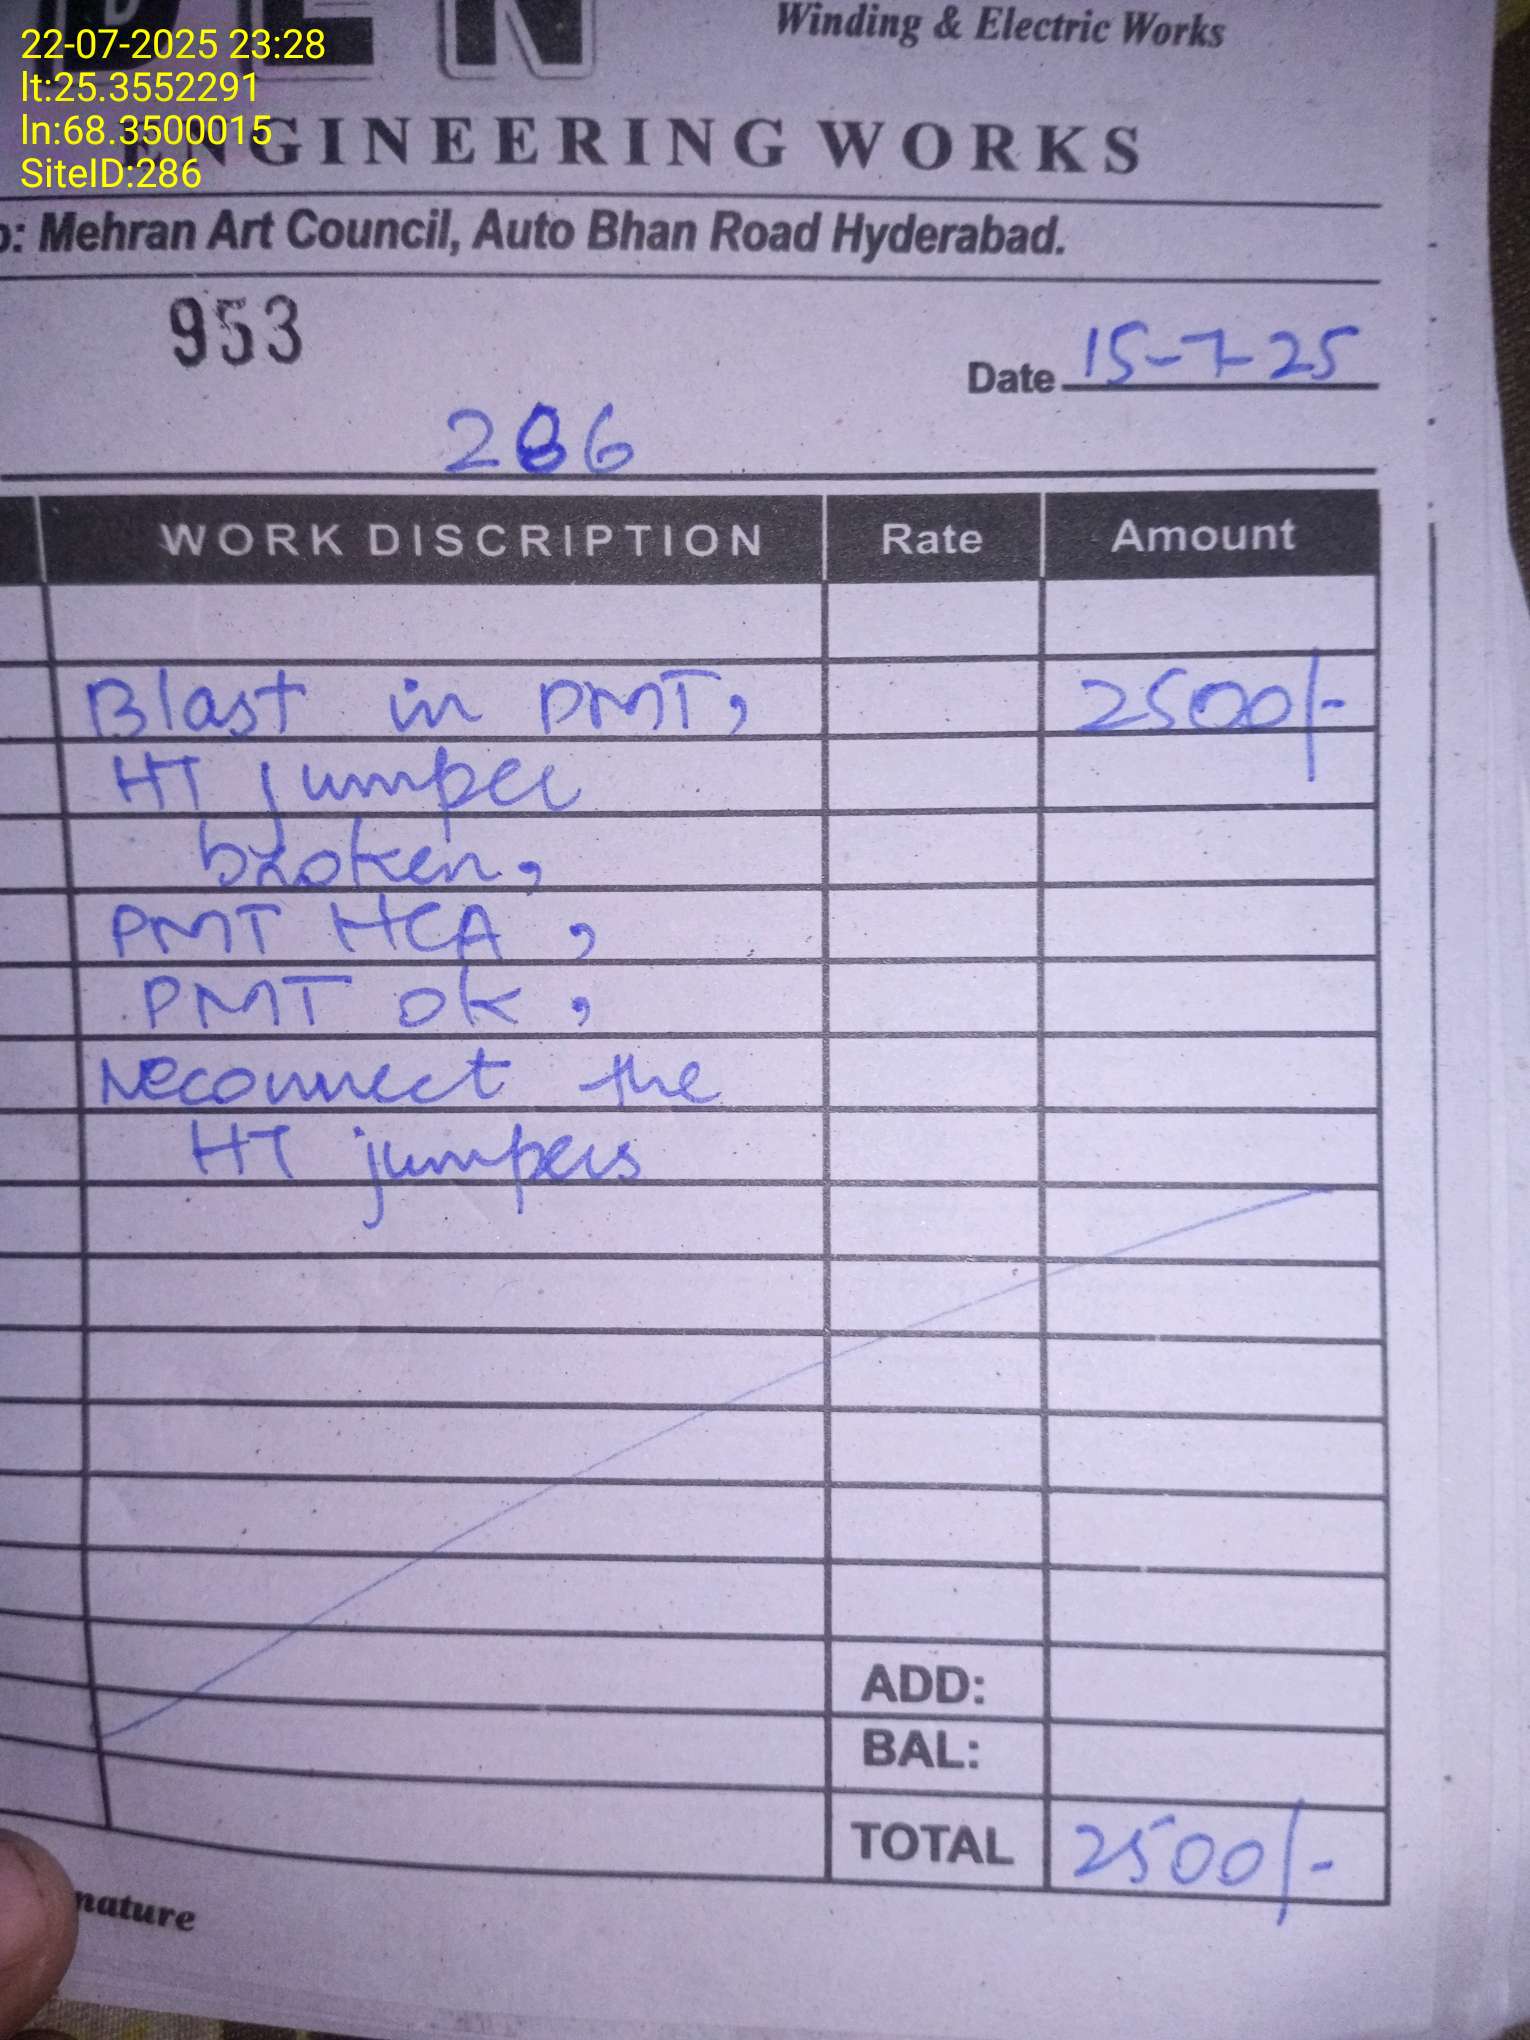 22-07-2025 23:28
lt:25.3552291
ln:68.3500015
SiteID:286
Winding & Electric Works
ENGINEERING WORKS
p: Mehran Art Council, Auto Bhan Road Hyderabad.
953
Date 15-7-25
286
WORK DISCRIPTION Rate Amount
Blast in PMT, 2500/-
HT jumper
broken,
PMT HCA,
PMT ok,
Reconnect the
HT jumpers
ADD:
BAL:
TOTAL 2500/-
nature